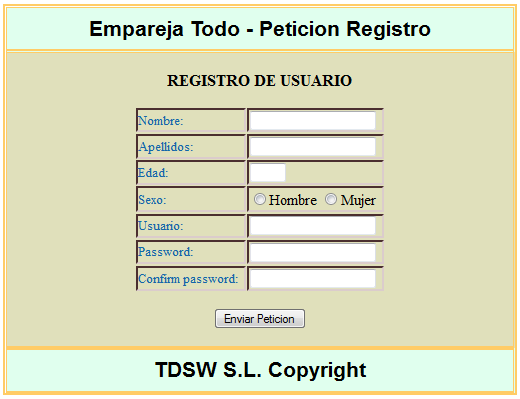 Empareja Todo - Peticion Registro
REGISTRO DE USUARIO
Nombre:
Apellidos:
Edad:
Sexo: Hombre Mujer
Usuario:
Password:
Confirm password:
Enviar Peticion
TDSW S.L. Copyright